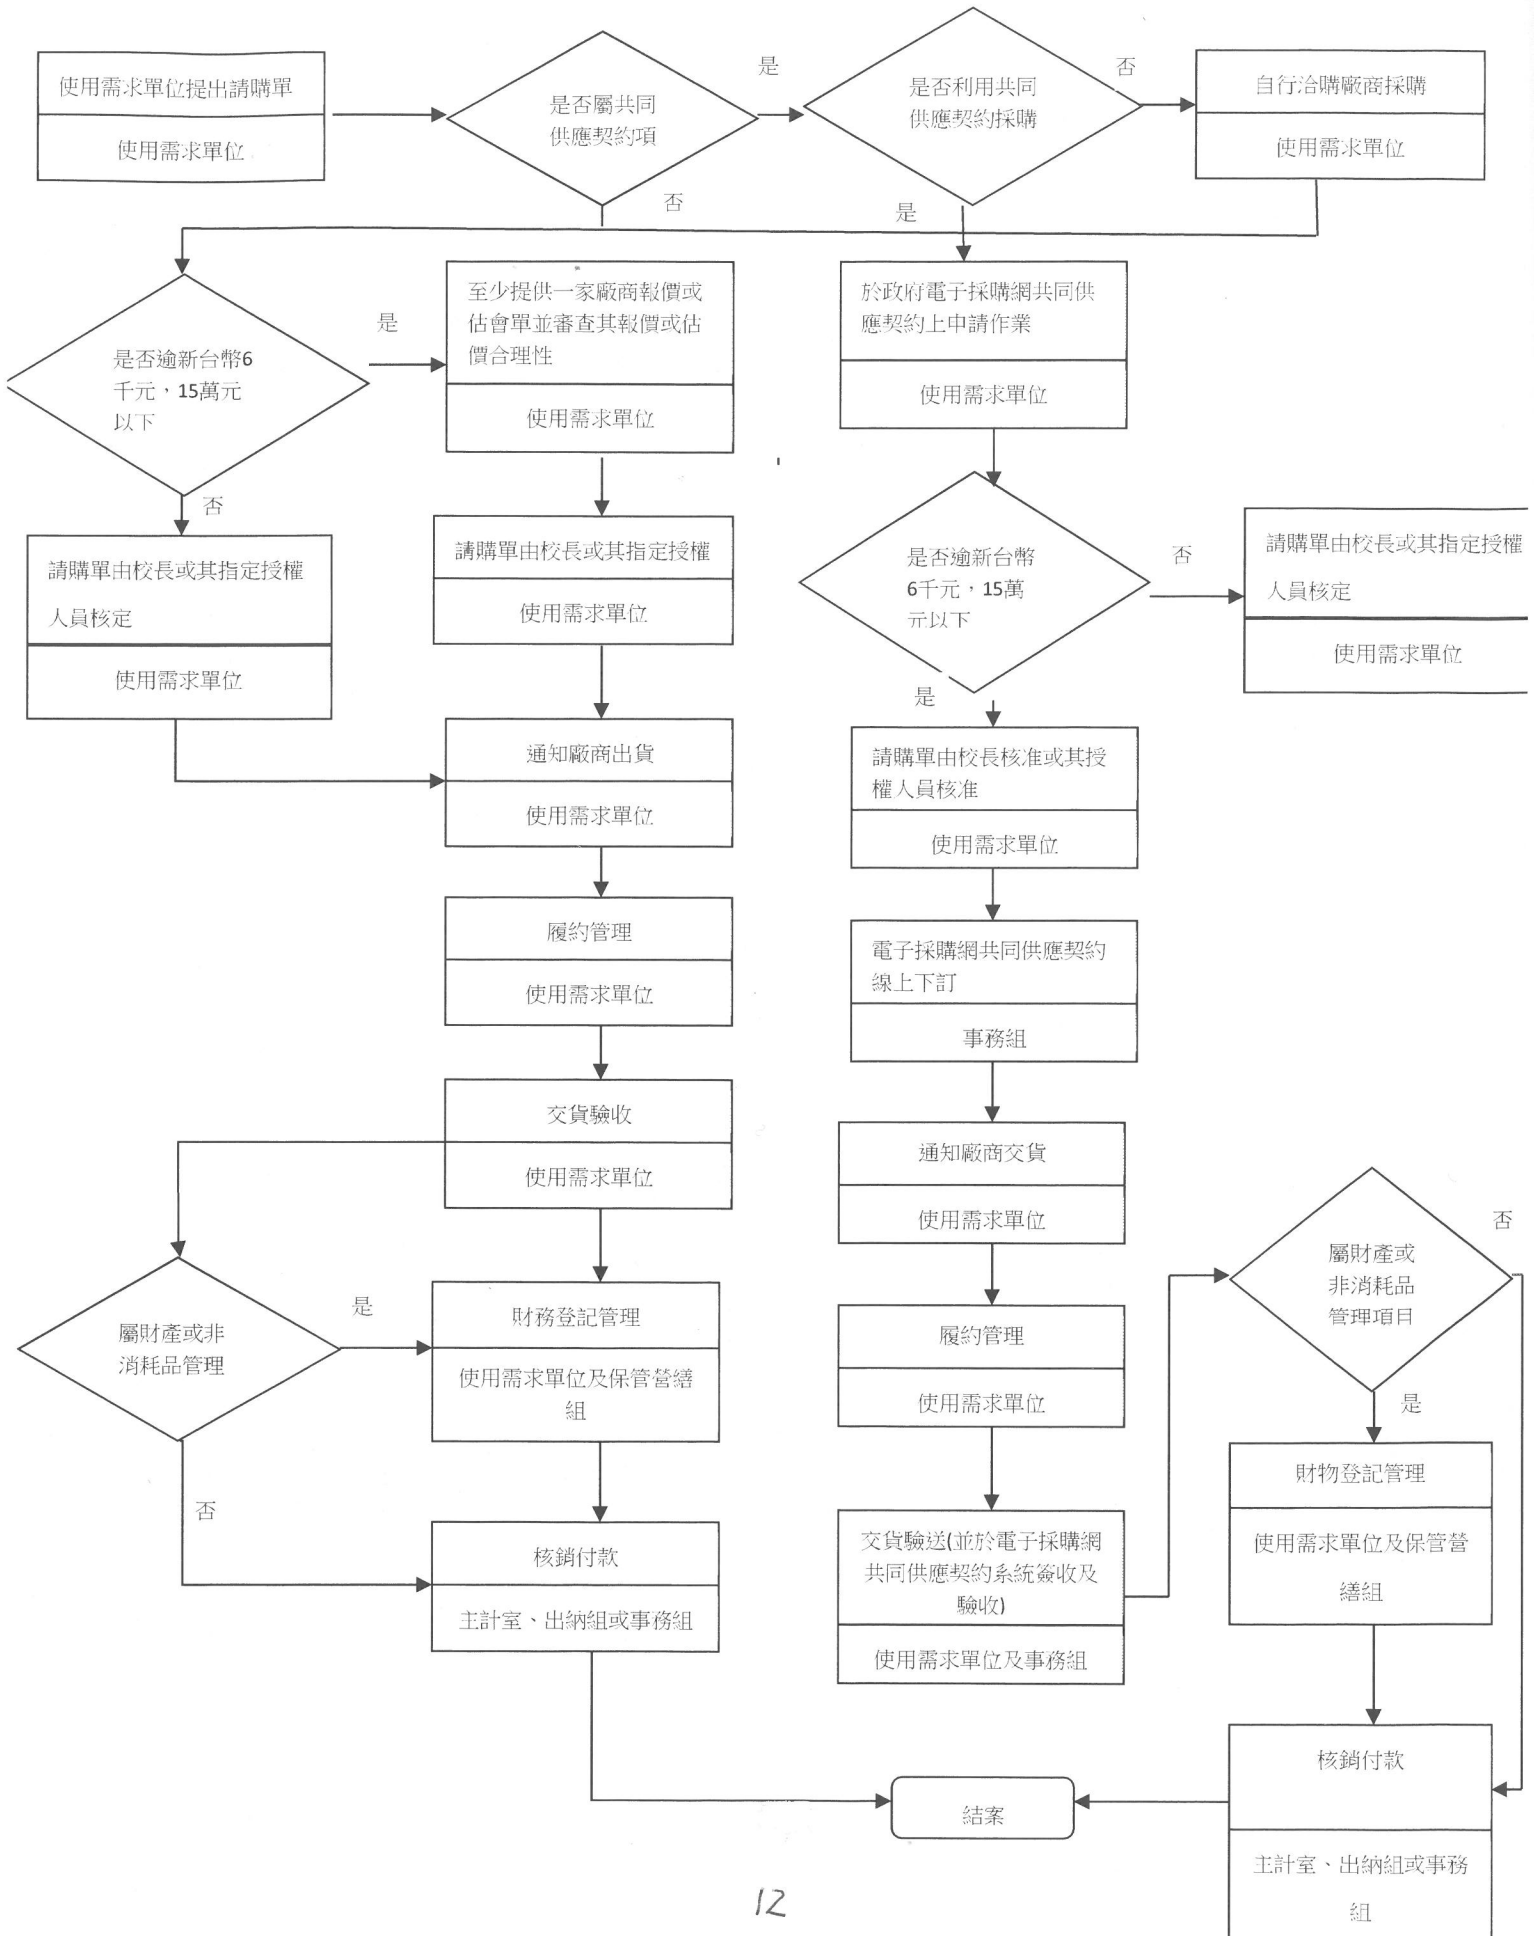 使用需求單位提出請購單
使用需求單位
是否屬共同
供應契約項
是
是否利用共同
供應契約採購
否
自行洽購廠商採購
使用需求單位
否
是
是否逾新台幣6
千元，15萬元
以下
是
至少提供一家廠商報價或
估會單並審查其報價或估
價合理性
使用需求單位
於政府電子採購網共同供
應契約上申請作業
使用需求單位
否
請購單由校長或其指定授權
人員核定
使用需求單位
請購單由校長或其指定授權
使用需求單位
是否逾新台幣
6千元，15萬
元以下
否
請購單由校長或其指定授權
人員核定
使用需求單位
是
通知廠商出貨
使用需求單位
請購單由校長核准或其授
權人員核准
使用需求單位
履約管理
使用需求單位
電子採購網共同供應契約
線上下訂
事務組
交貨驗收
使用需求單位
通知廠商交貨
使用需求單位
屬財產或非
消耗品管理
是
財務登記管理
使用需求單位及保管營繕
組
履約管理
使用需求單位
屬財產或
非消耗品
管理項目
否
是
財物登記管理
使用需求單位及保管營
繕組
否
核銷付款
主計室、出納組或事務組
交貨驗送(並於電子採購網
共同供應契約系統簽收及
驗收)
使用需求單位及事務組
結案
核銷付款
主計室、出納組或事務
組
12